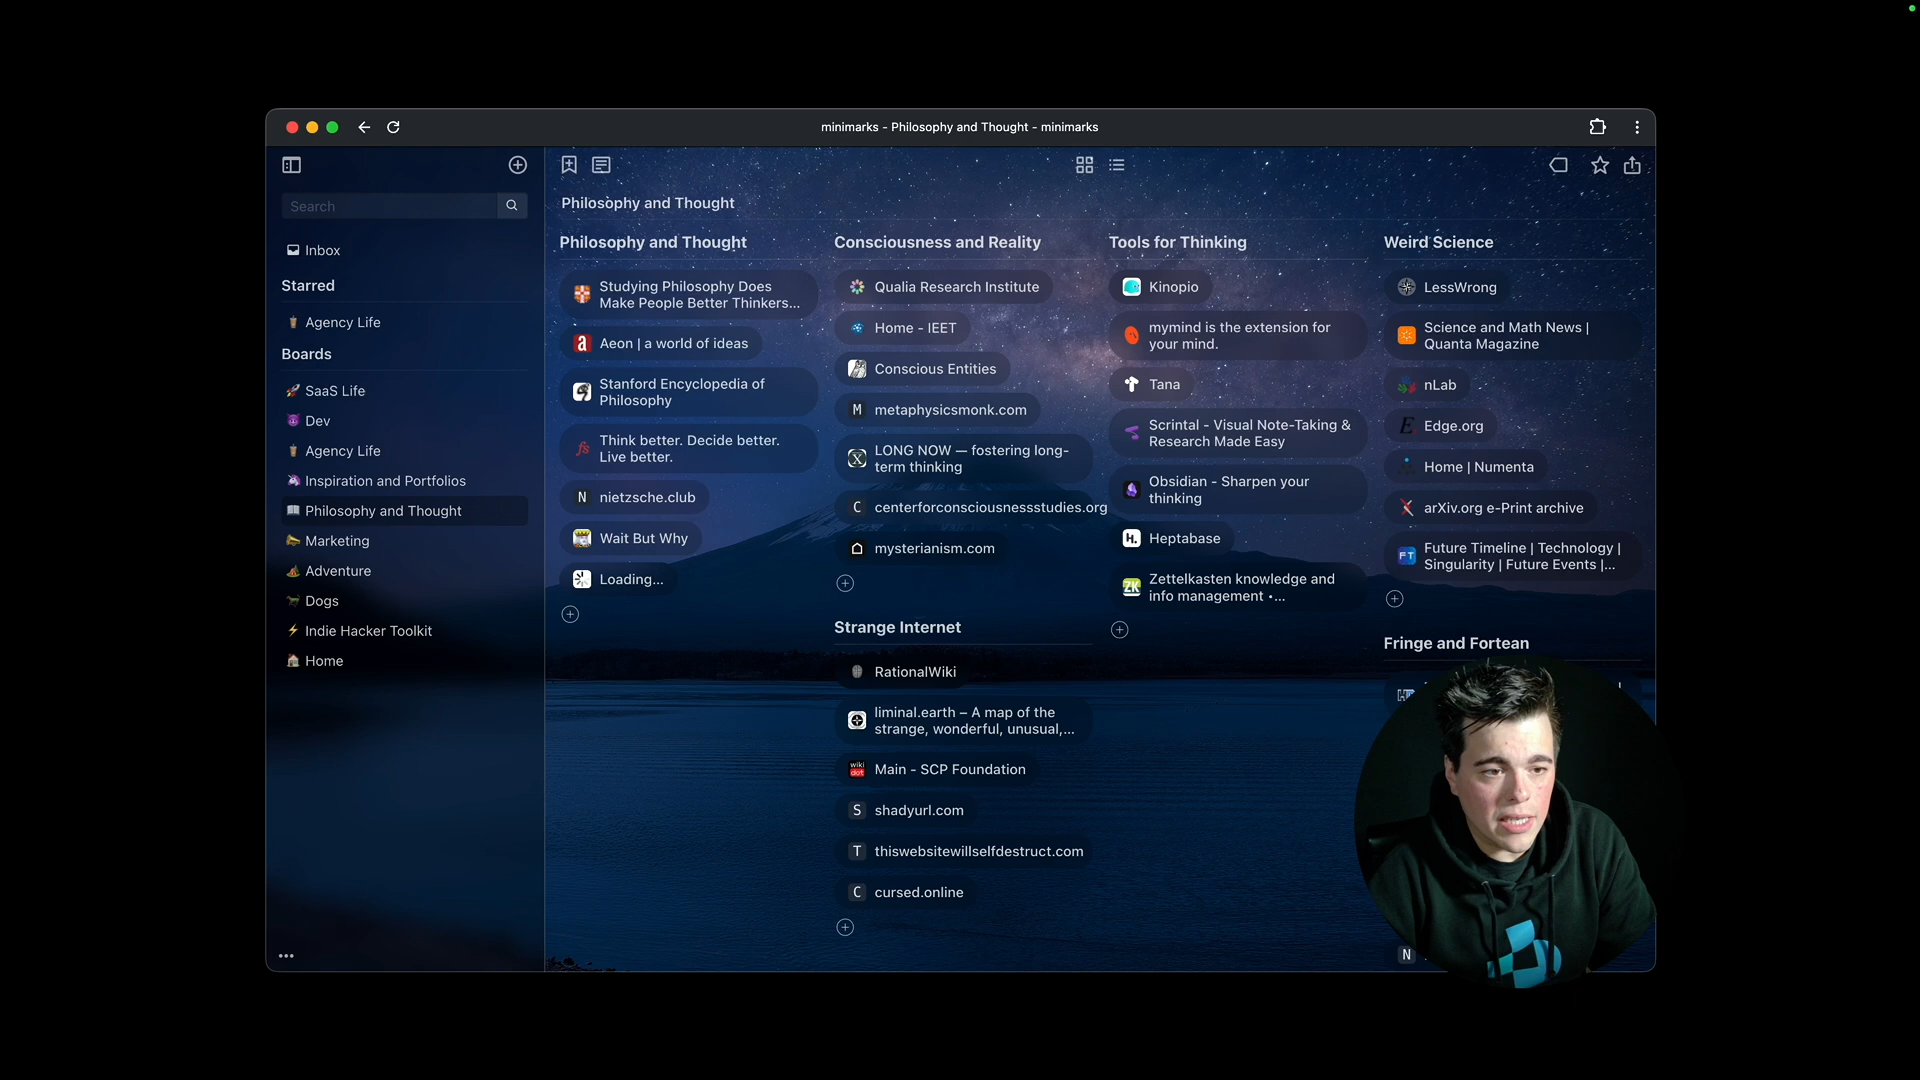 minimarks - Philosophy and Thought - minimarks
Search
Inbox
Starred
Agency Life
Boards
SaaS Life
Dev
Agency Life
Inspiration and Portfolios
Philosophy and Thought
Marketing
Adventure
Dogs
Indie Hacker Toolkit
Home
Philosophy and Thought
Philosophy and Thought
Studying Philosophy Does
Make People Better Thinkers...
a
Aeon | a world of ideas
Stanford Encyclopedia of
Philosophy
fs
Think better. Decide better.
Live better.
N
nietzsche.club
Wait But Why
Loading...
Consciousness and Reality
Qualia Research Institute
Home - IEET
Conscious Entities
M
metaphysicsmonk.com
X
LONG NOW — fostering long-
term thinking
C
centerforconsciousnessstudies.org
mysterianism.com
Strange Internet
RationalWiki
liminal.earth – A map of the
strange, wonderful, unusual,...
wiki
dot
Main - SCP Foundation
S
shadyurl.com
T
thiswebsitewillselfdestruct.com
C
cursed.online
Tools for Thinking
Kinopio
mymind is the extension for
your mind.
Tana
Scrintal - Visual Note-Taking &
Research Made Easy
Obsidian - Sharpen your
thinking
H.
Heptabase
ZK
Zettelkasten knowledge and
info management •...
Weird Science
LessWrong
Science and Math News |
Quanta Magazine
nLab
E
Edge.org
Home | Numenta
arXiv.org e-Print archive
FT
Future Timeline | Technology |
Singularity | Future Events |...
Fringe and Fortean
N